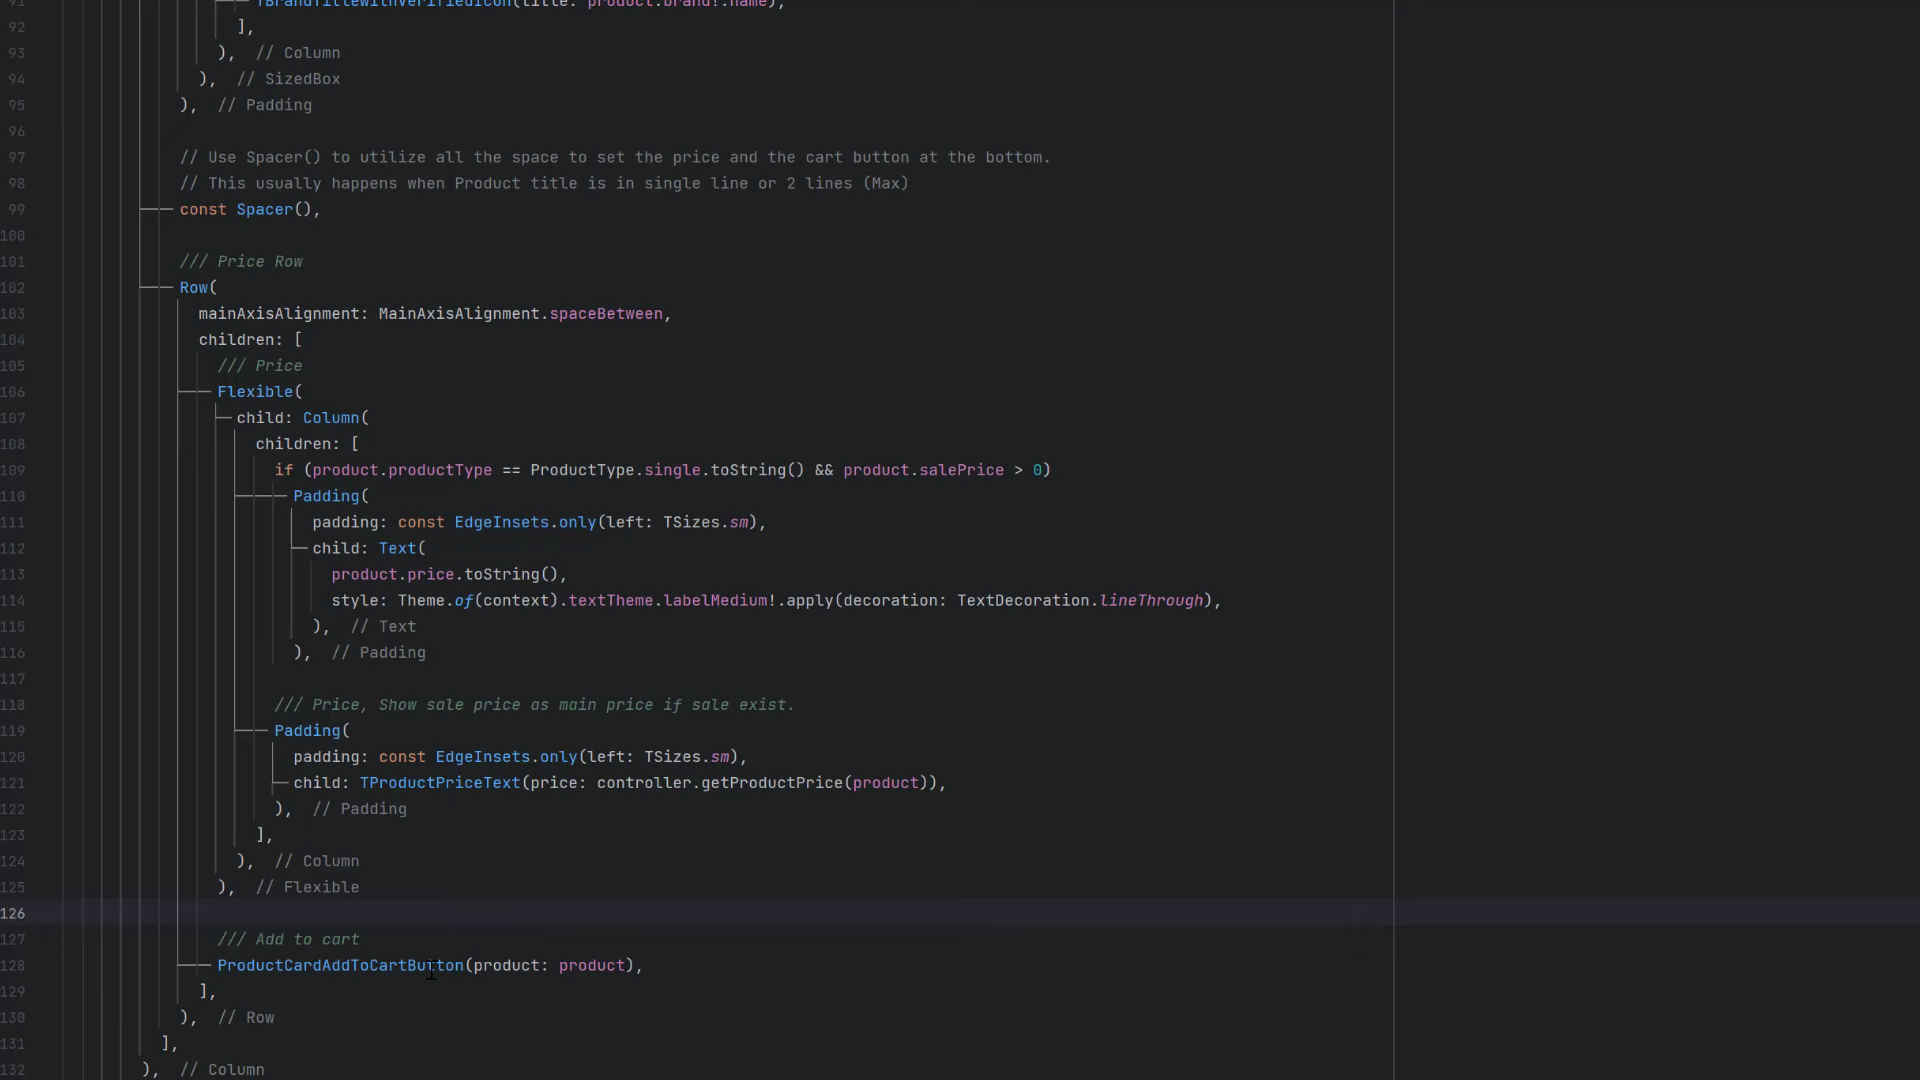 91 TBrandTitleWithVerifiedIcon(title: product.brand!.name),
92 ],
93 ), // Column
94 ), // SizedBox
95 ), // Padding
96
97 // Use Spacer() to utilize all the space to set the price and the cart button at the bottom.
98 // This usually happens when Product title is in single line or 2 lines (Max)
99 const Spacer(),
100
101 /// Price Row
102 Row(
103 mainAxisAlignment: MainAxisAlignment.spaceBetween,
104 children: [
105 /// Price
106 Flexible(
107 child: Column(
108 children: [
109 if (product.productType == ProductType.single.toString() && product.salePrice > 0)
110 Padding(
111 padding: const EdgeInsets.only(left: TSizes.sm),
112 child: Text(
113 product.price.toString(),
114 style: Theme.of(context).textTheme.labelMedium!.apply(decoration: TextDecoration.lineThrough),
115 ), // Text
116 ), // Padding
117
118 /// Price, Show sale price as main price if sale exist.
119 Padding(
120 padding: const EdgeInsets.only(left: TSizes.sm),
121 child: TProductPriceText(price: controller.getProductPrice(product)),
122 ), // Padding
123 ],
124 ), // Column
125 ), // Flexible
126
127 /// Add to cart
128 ProductCardAddToCartButton(product: product),
129 ],
130 ), // Row
131 ],
132 ), // Column